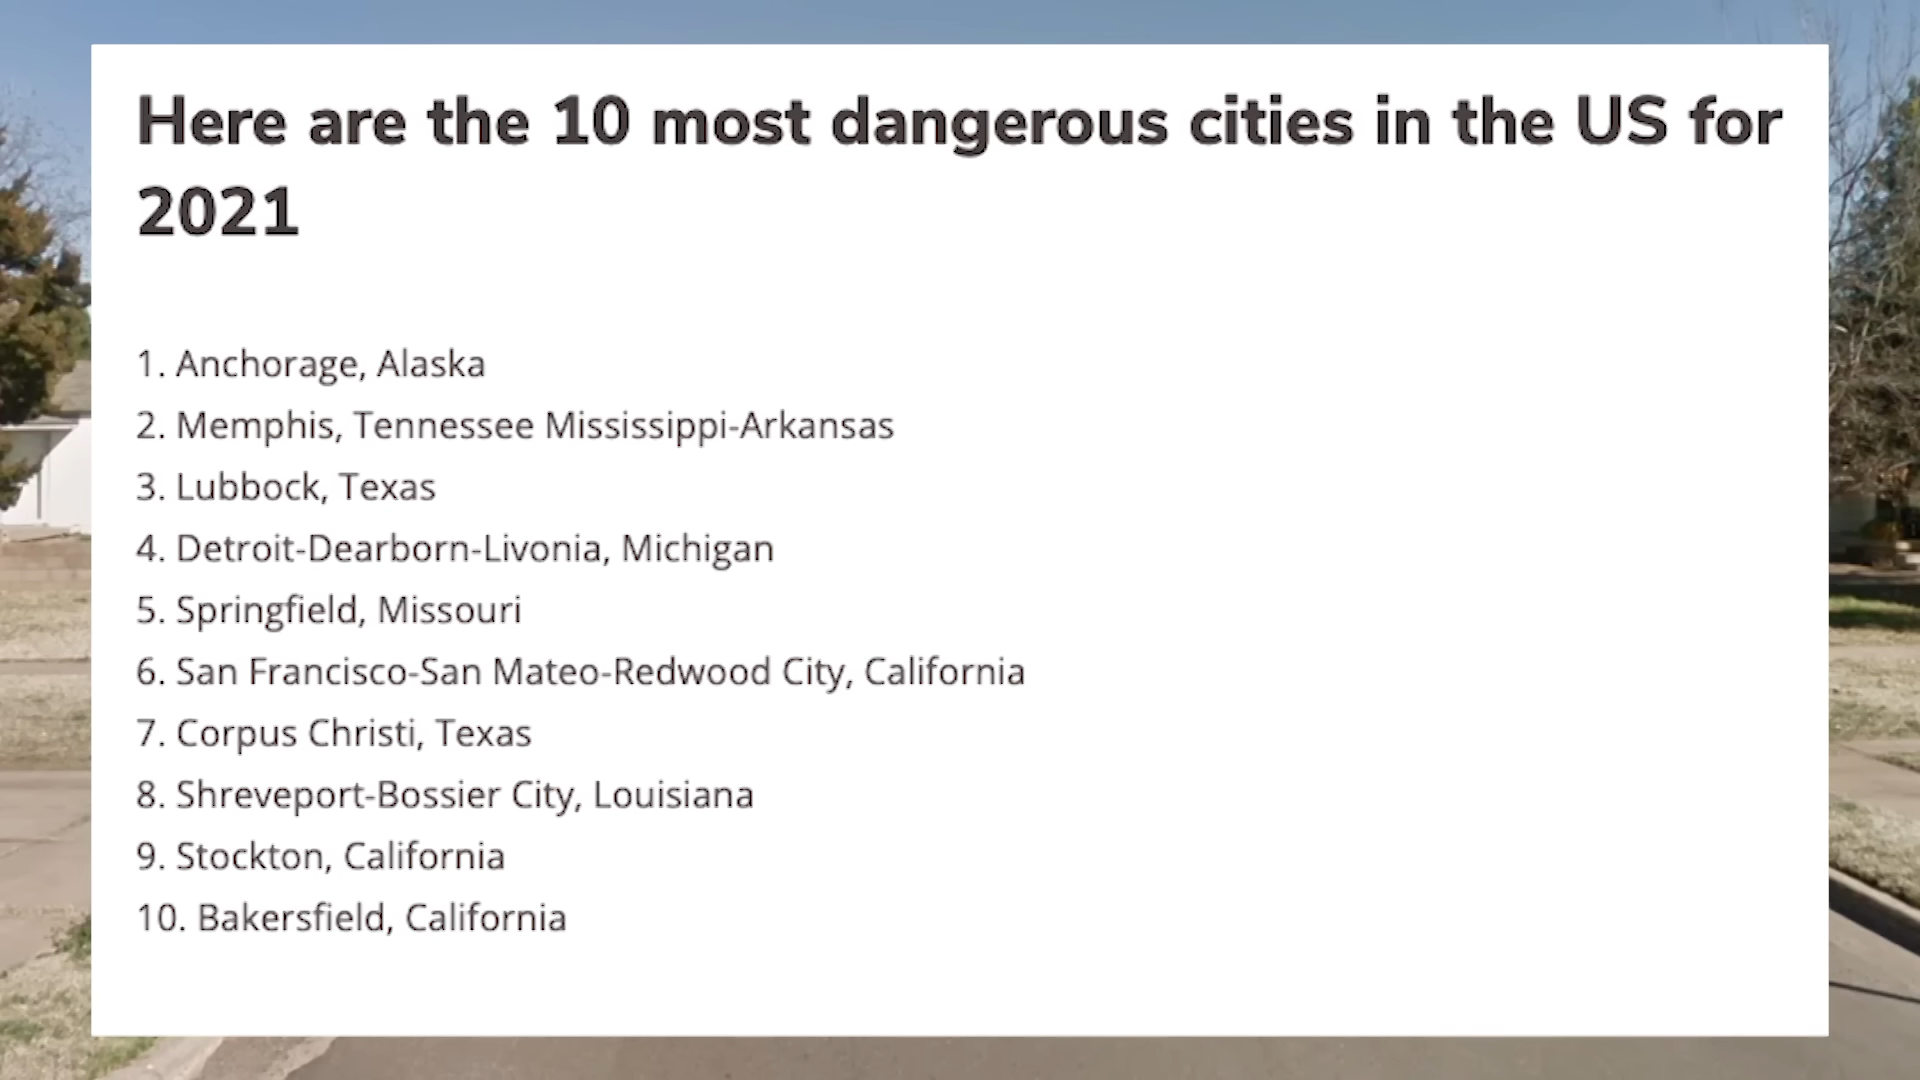 Here are the 10 most dangerous cities in the US for
2021
1. Anchorage, Alaska
2. Memphis, Tennessee Mississippi-Arkansas
3. Lubbock, Texas
4. Detroit-Dearborn-Livonia, Michigan
5. Springfield, Missouri
6. San Francisco-San Mateo-Redwood City, California
7. Corpus Christi, Texas
8. Shreveport-Bossier City, Louisiana
9. Stockton, California
10. Bakersfield, California